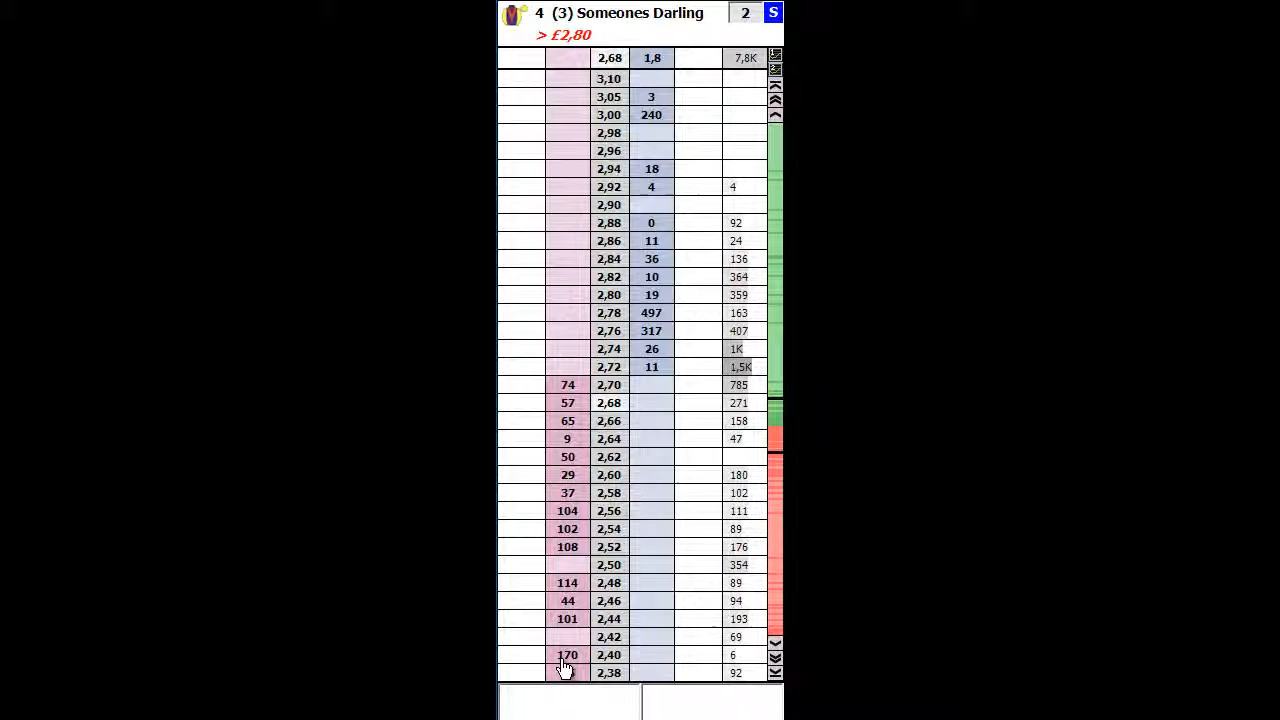 4 (3) Someones Darling 2 S
> £2,80
2,68 1,8 7,8K
3,10
3,05 3
3,00 240
2,98
2,96
2,94 18
2,92 4 4
2,90
2,88 0 92
2,86 11 24
2,84 36 136
2,82 10 364
2,80 19 359
2,78 497 163
2,76 317 407
2,74 26 1K
2,72 11 1,5K
74 2,70 785
57 2,68 271
65 2,66 158
9 2,64 47
50 2,62
29 2,60 180
37 2,58 102
104 2,56 111
102 2,54 89
108 2,52 176
2,50 354
114 2,48 89
44 2,46 94
101 2,44 193
2,42 69
170 2,40 6
2,38 92